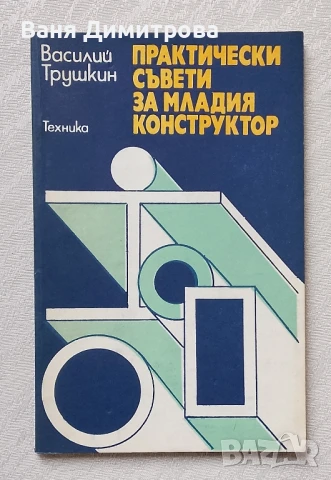 Ваня Димитрова
Василий
Трушкин
Техника
ПРАКТИЧЕСКИ
СЪВЕТИ
ЗА МЛАДИЯ
КОНСТРУКТОР
BAZAR